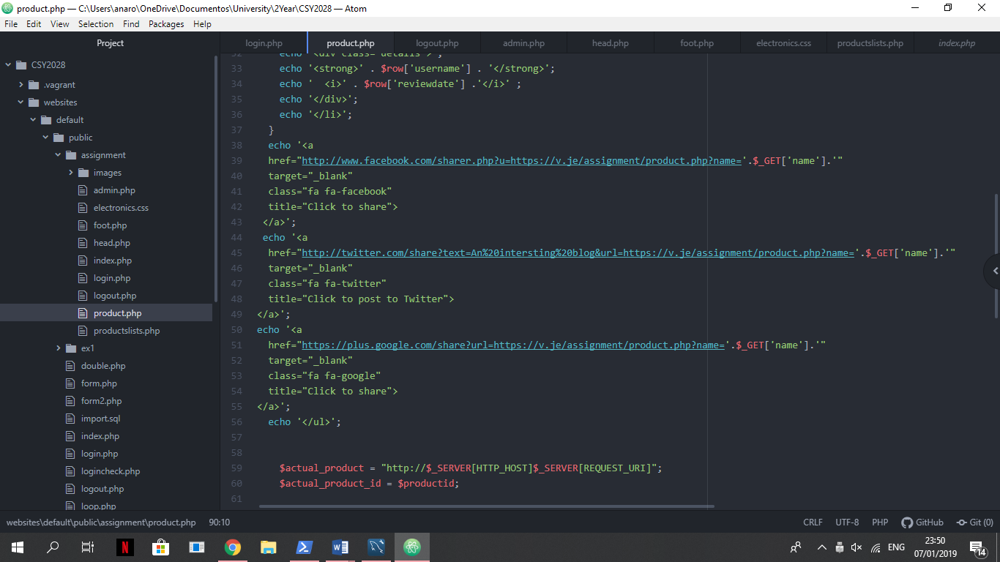 product.php — C:\Users\anaro\OneDrive\Documentos\University\2Year\CSY2028 — Atom
File Edit View Selection Find Packages Help
Project
login.php product.php logout.php admin.php head.php foot.php electronics.css productslists.php index.php
CSY2028
.vagrant
websites
default
public
assignment
images
admin.php
electronics.css
foot.php
head.php
index.php
login.php
logout.php
product.php
productslists.php
ex1
double.php
form.php
form2.php
import.sql
index.php
login.php
logincheck.php
logout.php
loop.php
32 echo '<div class="details">';
33 echo '<strong>' . $row['username'] . '</strong>';
34 echo '  <i>' . $row['reviewdate'] .'</i>' ;
35 echo '</div>';
36 echo '</li>';
37 }
38 echo '<a
39 href="http://www.facebook.com/sharer.php?u=https://v.je/assignment/product.php?name='.$_GET['name'].'"
40 target="_blank"
41 class="fa fa-facebook"
42 title="Click to share">
43 </a>';
44 echo '<a
45 href="http://twitter.com/share?text=An%20intersting%20blog&url=https://v.je/assignment/product.php?name='.$_GET['name'].'"
46 target="_blank"
47 class="fa fa-twitter"
48 title="Click to post to Twitter">
49 </a>';
50 echo '<a
51 href="https://plus.google.com/share?url=https://v.je/assignment/product.php?name='.$_GET['name'].'"
52 target="_blank"
53 class="fa fa-google"
54 title="Click to share">
55 </a>';
56 echo '</ul>';
57
58
59 $actual_product = "http://$_SERVER[HTTP_HOST]$_SERVER[REQUEST_URI]";
60 $actual_product_id = $productid;
61
websites\default\public\assignment\product.php 90:10 CRLF UTF-8 PHP GitHub Git (0)
N W ENG 23:50 14
07/01/2019